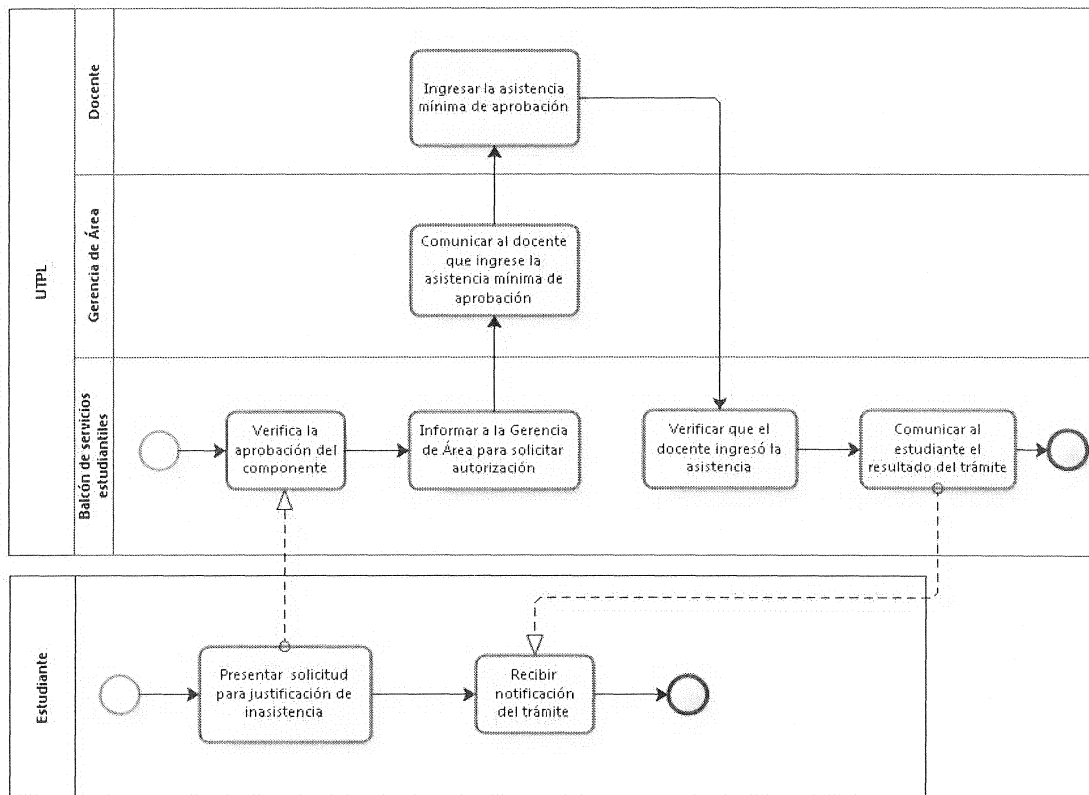 UTPL
Docente
Ingresar la asistencia
mínima de aprobación
Gerencia de Área
Comunicar al docente
que ingrese la
asistencia mínima de
aprobación
Balcón de servicios
estudiantiles
Verifica la
aprobación del
componente
Informar a la Gerencia
de Área para solicitar
autorización
Verificar que el
docente ingresó la
asistencia
Comunicar al
estudiante el
resultado del trámite
Estudiante
Presentar solicitud
para justificación de
inasistencia
Recibir
notificación
del trámite